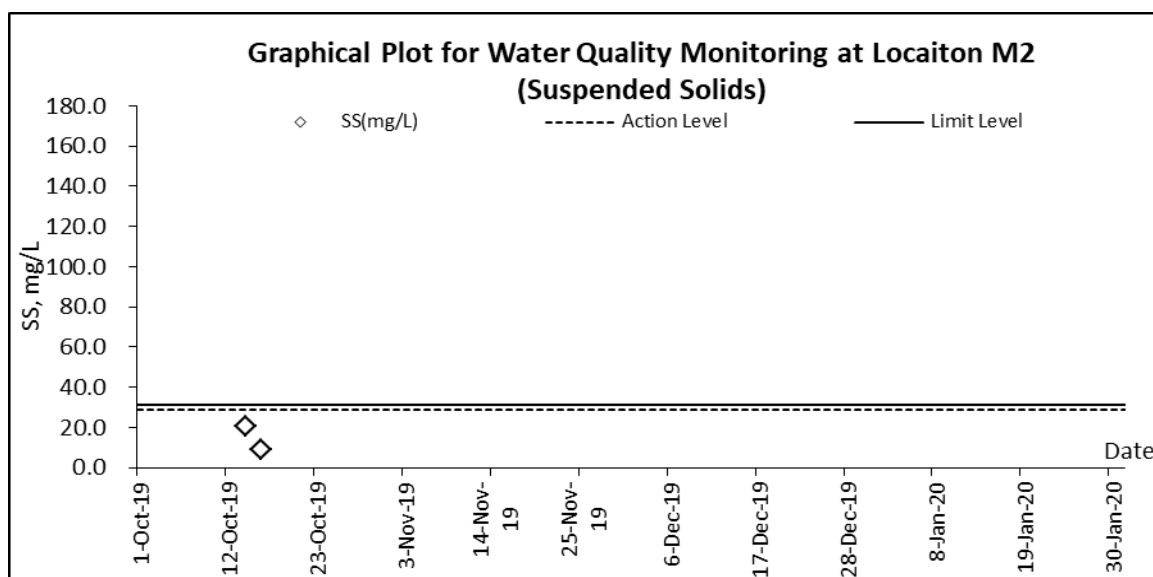 Graphical Plot for Water Quality Monitoring at Locaiton M2
(Suspended Solids)
SS(mg/L) Action Level Limit Level
180.0
160.0
140.0
120.0
100.0
80.0
60.0
40.0
20.0
0.0
SS, mg/L
Date
1-Oct-19
12-Oct-19
23-Oct-19
3-Nov-19
14-Nov-
19
25-Nov-
19
6-Dec-19
17-Dec-19
28-Dec-19
8-Jan-20
19-Jan-20
30-Jan-20